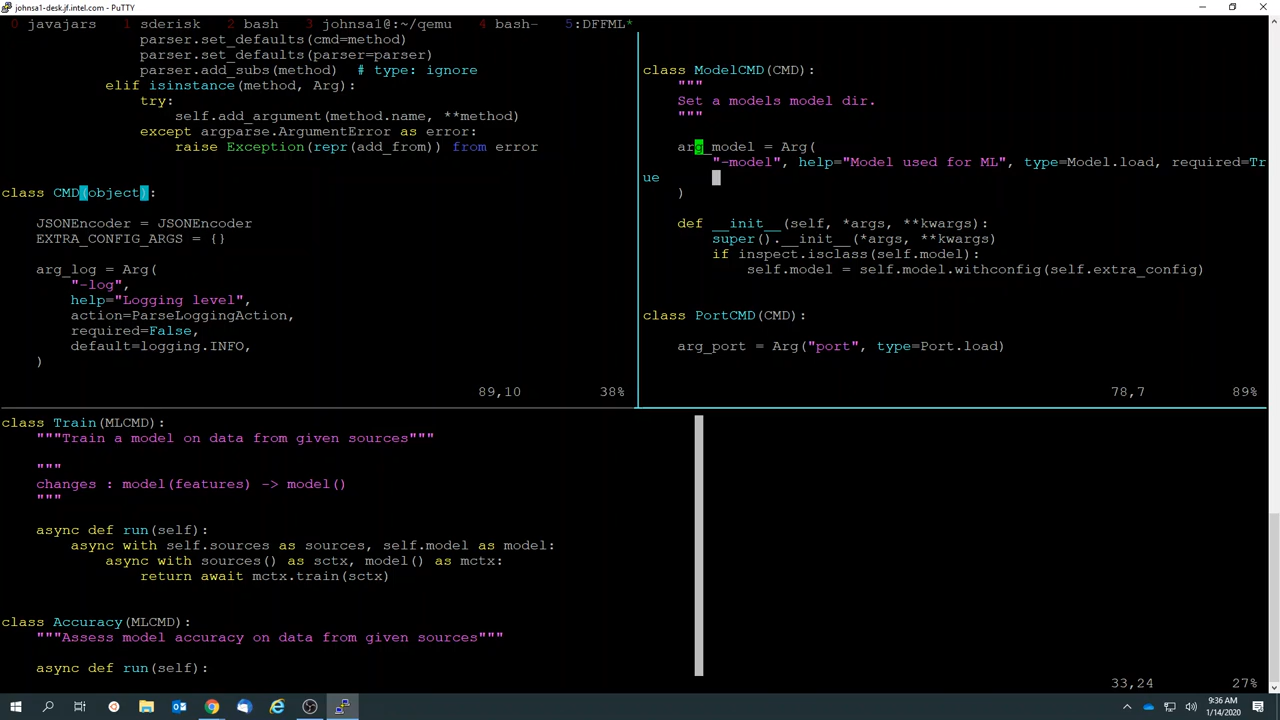 johnsa1-desk.jf.intel.com - PuTTY
0 javajars 1 sderisk 2 bash 3 johnsa1@:~/qemu 4 bash- 5:DFFML*
parser.set_defaults(cmd=method)
parser.set_defaults(parser=parser)
parser.add_subs(method)  # type: ignore
elif isinstance(method, Arg):
try:
self.add_argument(method.name, **method)
except argparse.ArgumentError as error:
raise Exception(repr(add_from)) from error
class CMD(object):
JSONEncoder = JSONEncoder
EXTRA_CONFIG_ARGS = {}
arg_log = Arg(
"-log",
help="Logging level",
action=ParseLoggingAction,
required=False,
default=logging.INFO,
)
89,10 38%
class ModelCMD(CMD):
"""
Set a models model dir.
"""
arg_model = Arg(
"-model", help="Model used for ML", type=Model.load, required=Tr
ue
)
def __init__(self, *args, **kwargs):
super().__init__(*args, **kwargs)
if inspect.isclass(self.model):
self.model = self.model.withconfig(self.extra_config)
class PortCMD(CMD):
arg_port = Arg("port", type=Port.load)
78,7 89%
class Train(MLCMD):
"""Train a model on data from given sources"""
"""
changes : model(features) -> model()
"""
async def run(self):
async with self.sources as sources, self.model as model:
async with sources() as sctx, model() as mctx:
return await mctx.train(sctx)
class Accuracy(MLCMD):
"""Assess model accuracy on data from given sources"""
async def run(self):
33,24 27%
9:36 AM
1/14/2020